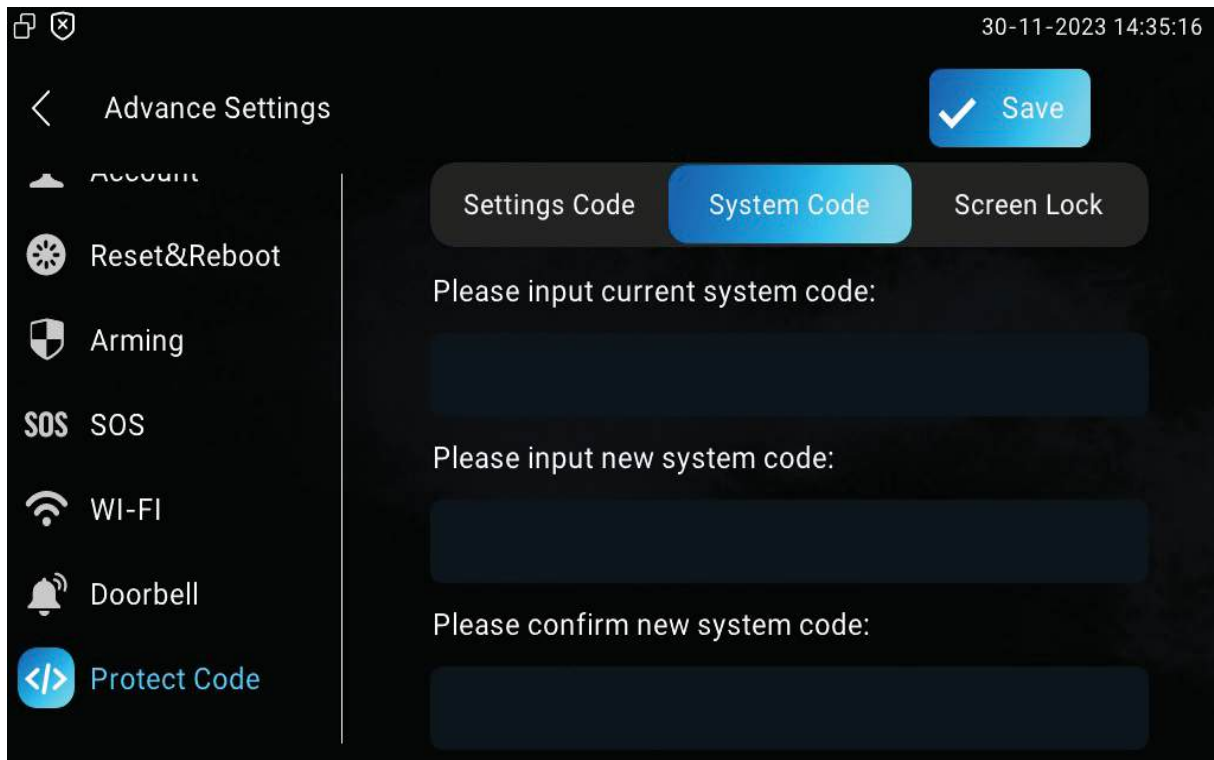 30-11-2023 14:35:16
Advance Settings
Save
Account
Reset&Reboot
Arming
SOS SOS
WI-FI
Doorbell
</> Protect Code
Settings Code System Code Screen Lock
Please input current system code:
Please input new system code:
Please confirm new system code: